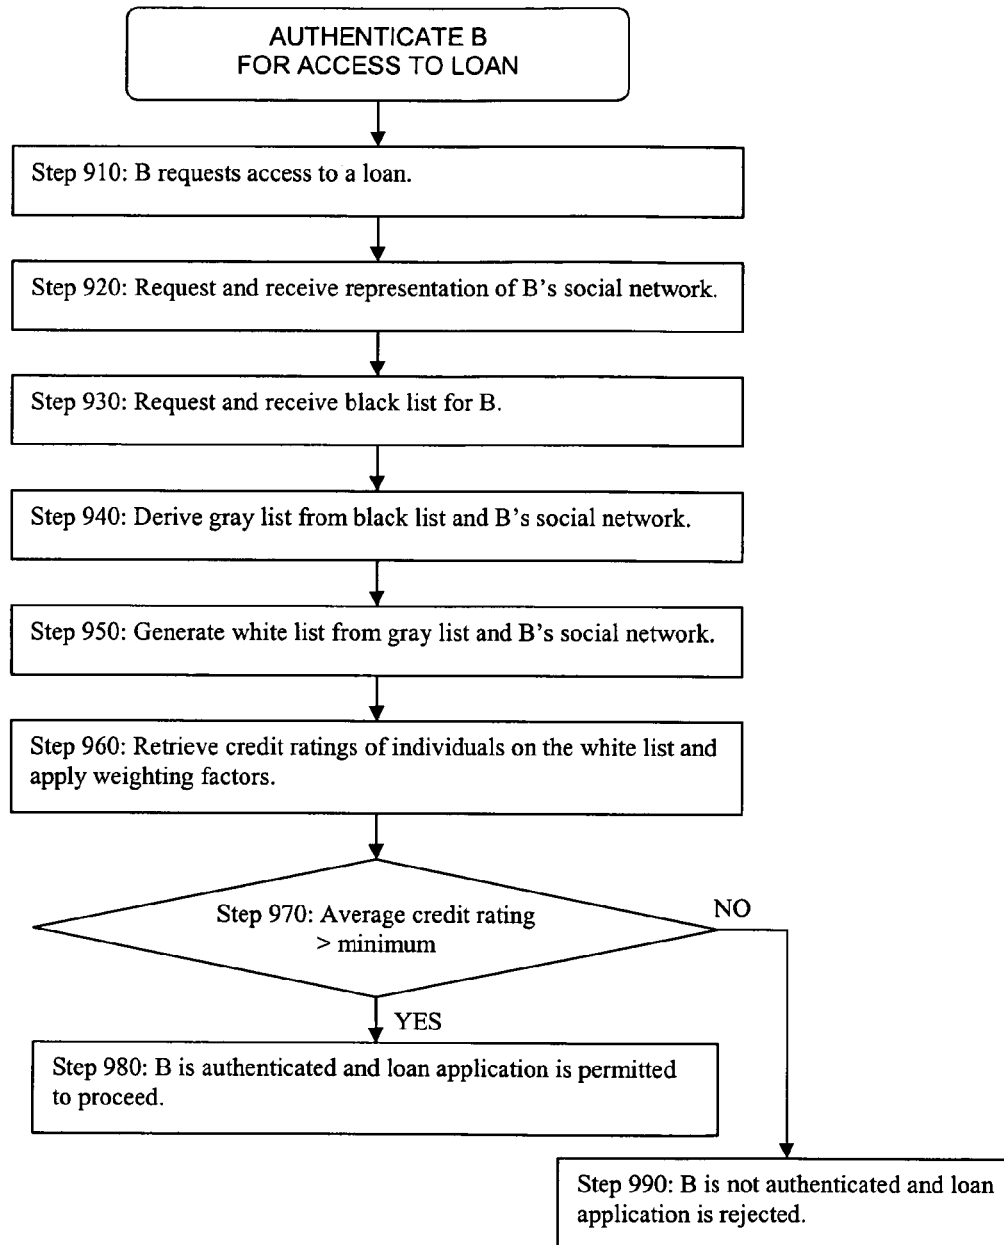 AUTHENTICATE B
FOR ACCESS TO LOAN
Step 910: B requests access to a loan.
Step 920: Request and receive representation of B's social network.
Step 930: Request and receive black list for B.
Step 940: Derive gray list from black list and B's social network.
Step 950: Generate white list from gray list and B's social network.
Step 960: Retrieve credit ratings of individuals on the white list and
apply weighting factors.
Step 970: Average credit rating
> minimum
NO
YES
Step 980: B is authenticated and loan application is permitted
to proceed.
Step 990: B is not authenticated and loan
application is rejected.